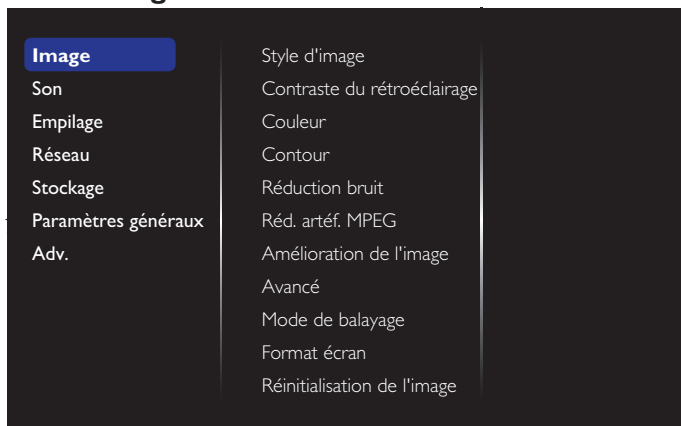 Image
Son
Empilage
Réseau
Stockage
Paramètres généraux
Adv.
Style d'image
Contraste du rétroéclairage
Couleur
Contour
Réduction bruit
Réd. artéf. MPEG
Amélioration de l'image
Avancé
Mode de balayage
Format écran
Réinitialisation de l'image